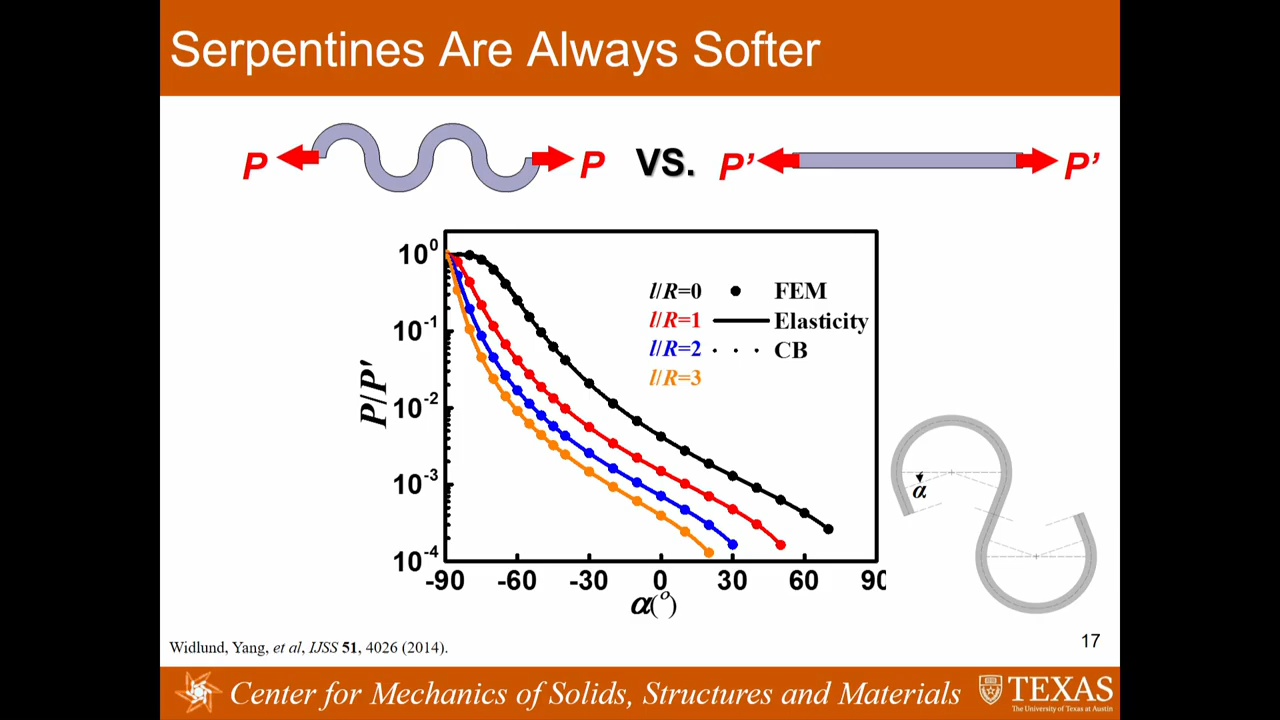 Serpentines Are Always Softer
P P VS. P' P'
10^0
10^-1
10^-2
10^-3
10^-4
P/P'
l/R=0 FEM
l/R=1 Elasticity
l/R=2 CB
l/R=3
-90 -60 -30 0 30 60 90
α(°)
α
Widlund, Yang, et al, IJSS 51, 4026 (2014).
17
Center for Mechanics of Solids, Structures and Materials
TEXAS
The University of Texas at Austin